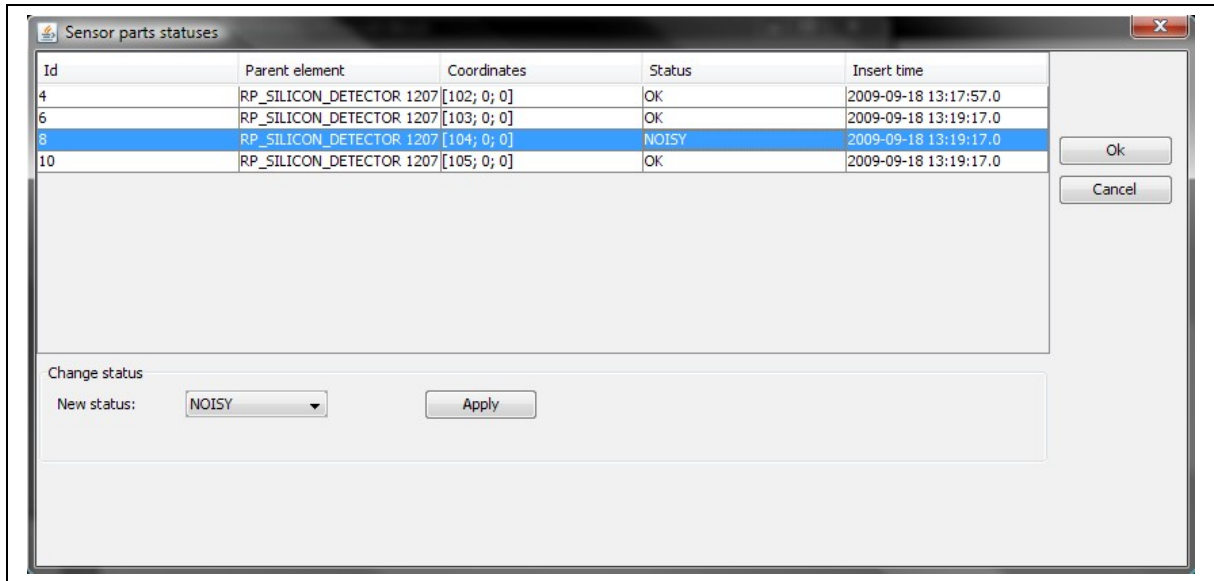 Sensor parts statuses
Id Parent element Coordinates Status Insert time
4 RP_SILICON_DETECTOR 1207 [102; 0; 0] OK 2009-09-18 13:17:57.0
6 RP_SILICON_DETECTOR 1207 [103; 0; 0] OK 2009-09-18 13:19:17.0
8 RP_SILICON_DETECTOR 1207 [104; 0; 0] NOISY 2009-09-18 13:19:17.0
10 RP_SILICON_DETECTOR 1207 [105; 0; 0] OK 2009-09-18 13:19:17.0
Ok
Cancel
Change status
New status: NOISY Apply